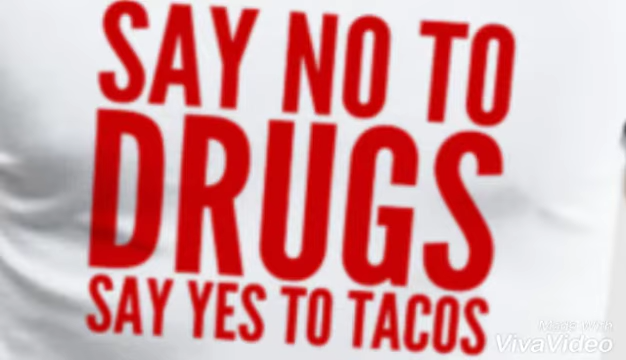 SAY NO TO
DRUGS
SAY YES TO TACOS
Made With
VivaVideo